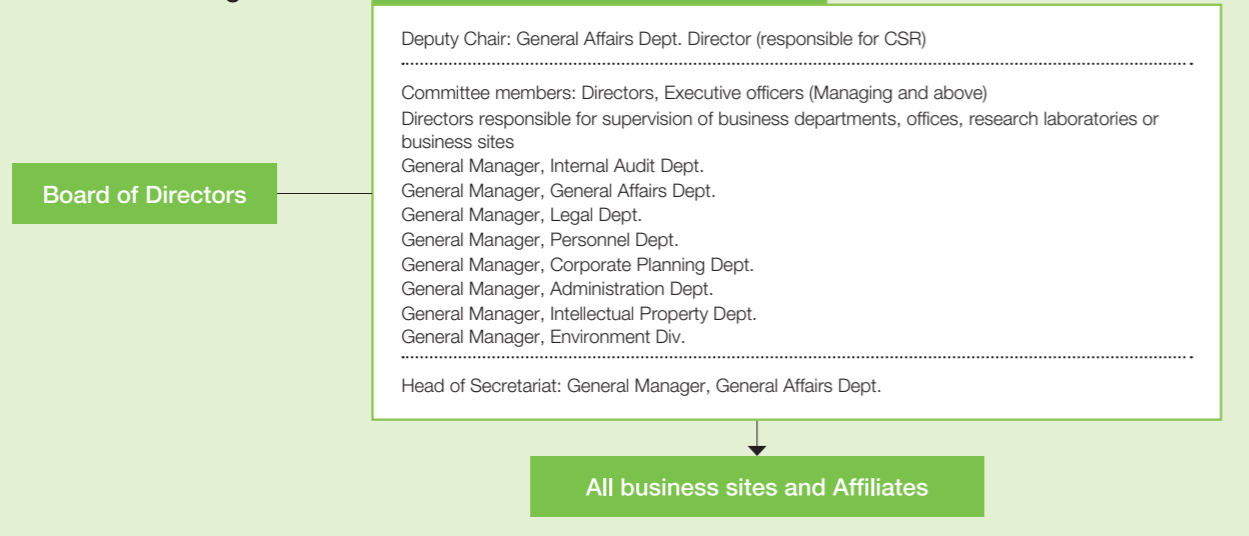 Deputy Chair: General Affairs Dept. Director (responsible for CSR)
Committee members: Directors, Executive officers (Managing and above)
Directors responsible for supervision of business departments, offices, research laboratories or
business sites
General Manager, Internal Audit Dept.
General Manager, General Affairs Dept.
General Manager, Legal Dept.
General Manager, Personnel Dept.
General Manager, Corporate Planning Dept.
General Manager, Administration Dept.
General Manager, Intellectual Property Dept.
General Manager, Environment Div.
Head of Secretariat: General Manager, General Affairs Dept.
Board of Directors
All business sites and Affiliates